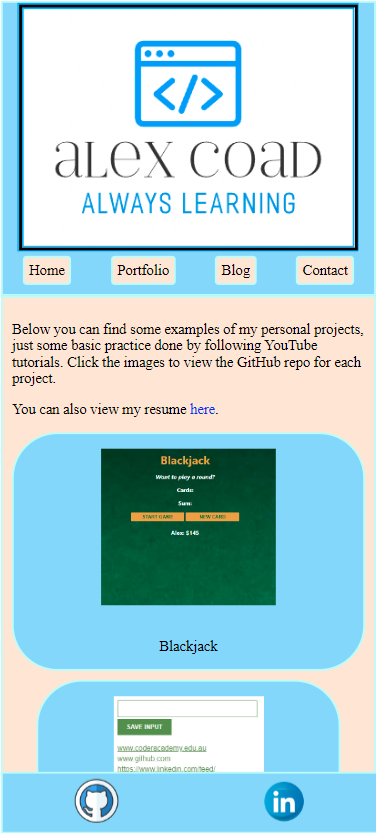 </>
ALEX COAD
ALWAYS LEARNING
Home Portfolio Blog Contact
Below you can find some examples of my personal projects,
just some basic practice done by following YouTube
tutorials. Click the images to view the GitHub repo for each
project.
You can also view my resume here.
Blackjack
Want to play a round?
Cards:
Sum:
START GAME NEW CARD
Alex: $145
Blackjack
SAVE INPUT
www.coderacademy.edu.au
www.github.com
https://www.linkedin.com/feed/
in